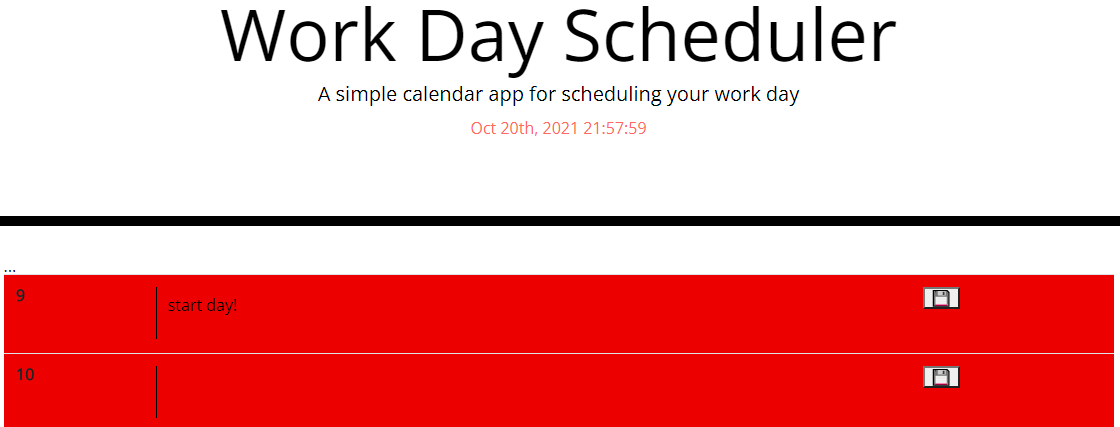 Work Day Scheduler
A simple calendar app for scheduling your work day
Oct 20th, 2021 21:57:59
...
9
start day!
10